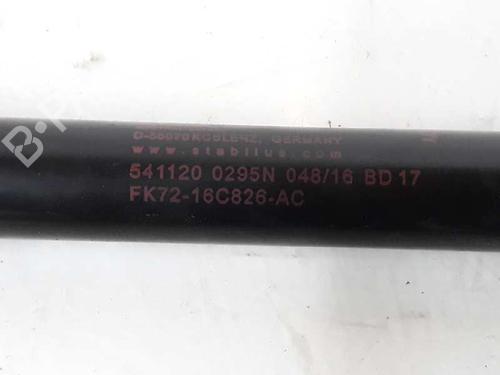 D-56070 KOBLENZ, GERMANY
www.stabilus.com
541120 0295N 048/16 BD 17
FK72-16C826-AC